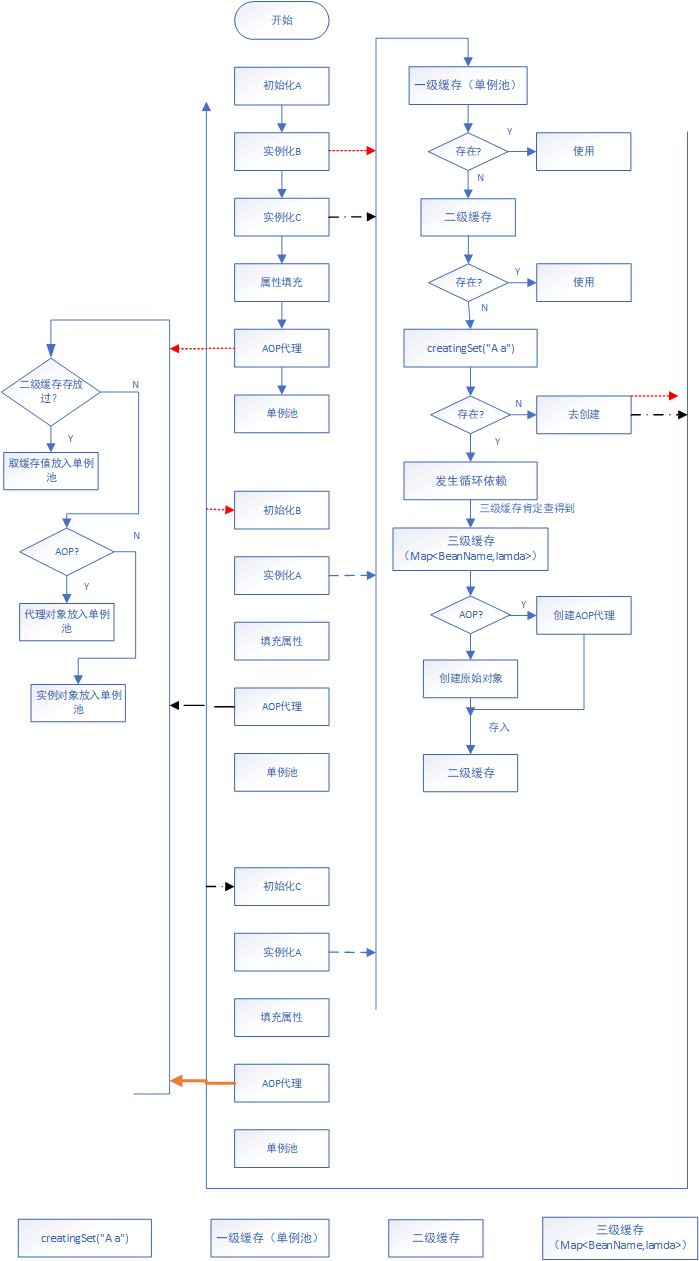 开始
初始化A
实例化B
实例化C
属性填充
AOP代理
单例池
初始化B
实例化A
填充属性
AOP代理
单例池
初始化C
实例化A
填充属性
AOP代理
单例池
二级缓存存放
过?
N
Y
取缓存值放入单例
池
AOP?
N
Y
代理对象放入单例
池
实例对象放入单例
池
一级缓存（单例池）
存在?
Y
使用
N
二级缓存
存在?
Y
使用
N
creatingSet("A a")
存在?
N
去创建
Y
发生循环依赖
三级缓存肯定查得到
三级缓存
（Map<BeanName,lamda>）
AOP?
Y
创建AOP代理
创建原始对象
存入
二级缓存
creatingSet("A a")
一级缓存（单例池）
二级缓存
三级缓存
（Map<BeanName,lamda>）